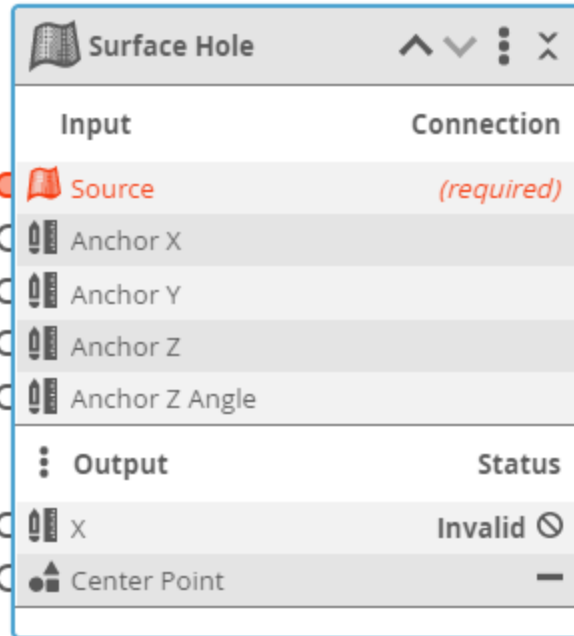 Surface Hole
Input Connection
Source (required)
Anchor X
Anchor Y
Anchor Z
Anchor Z Angle
Output Status
X Invalid
Center Point